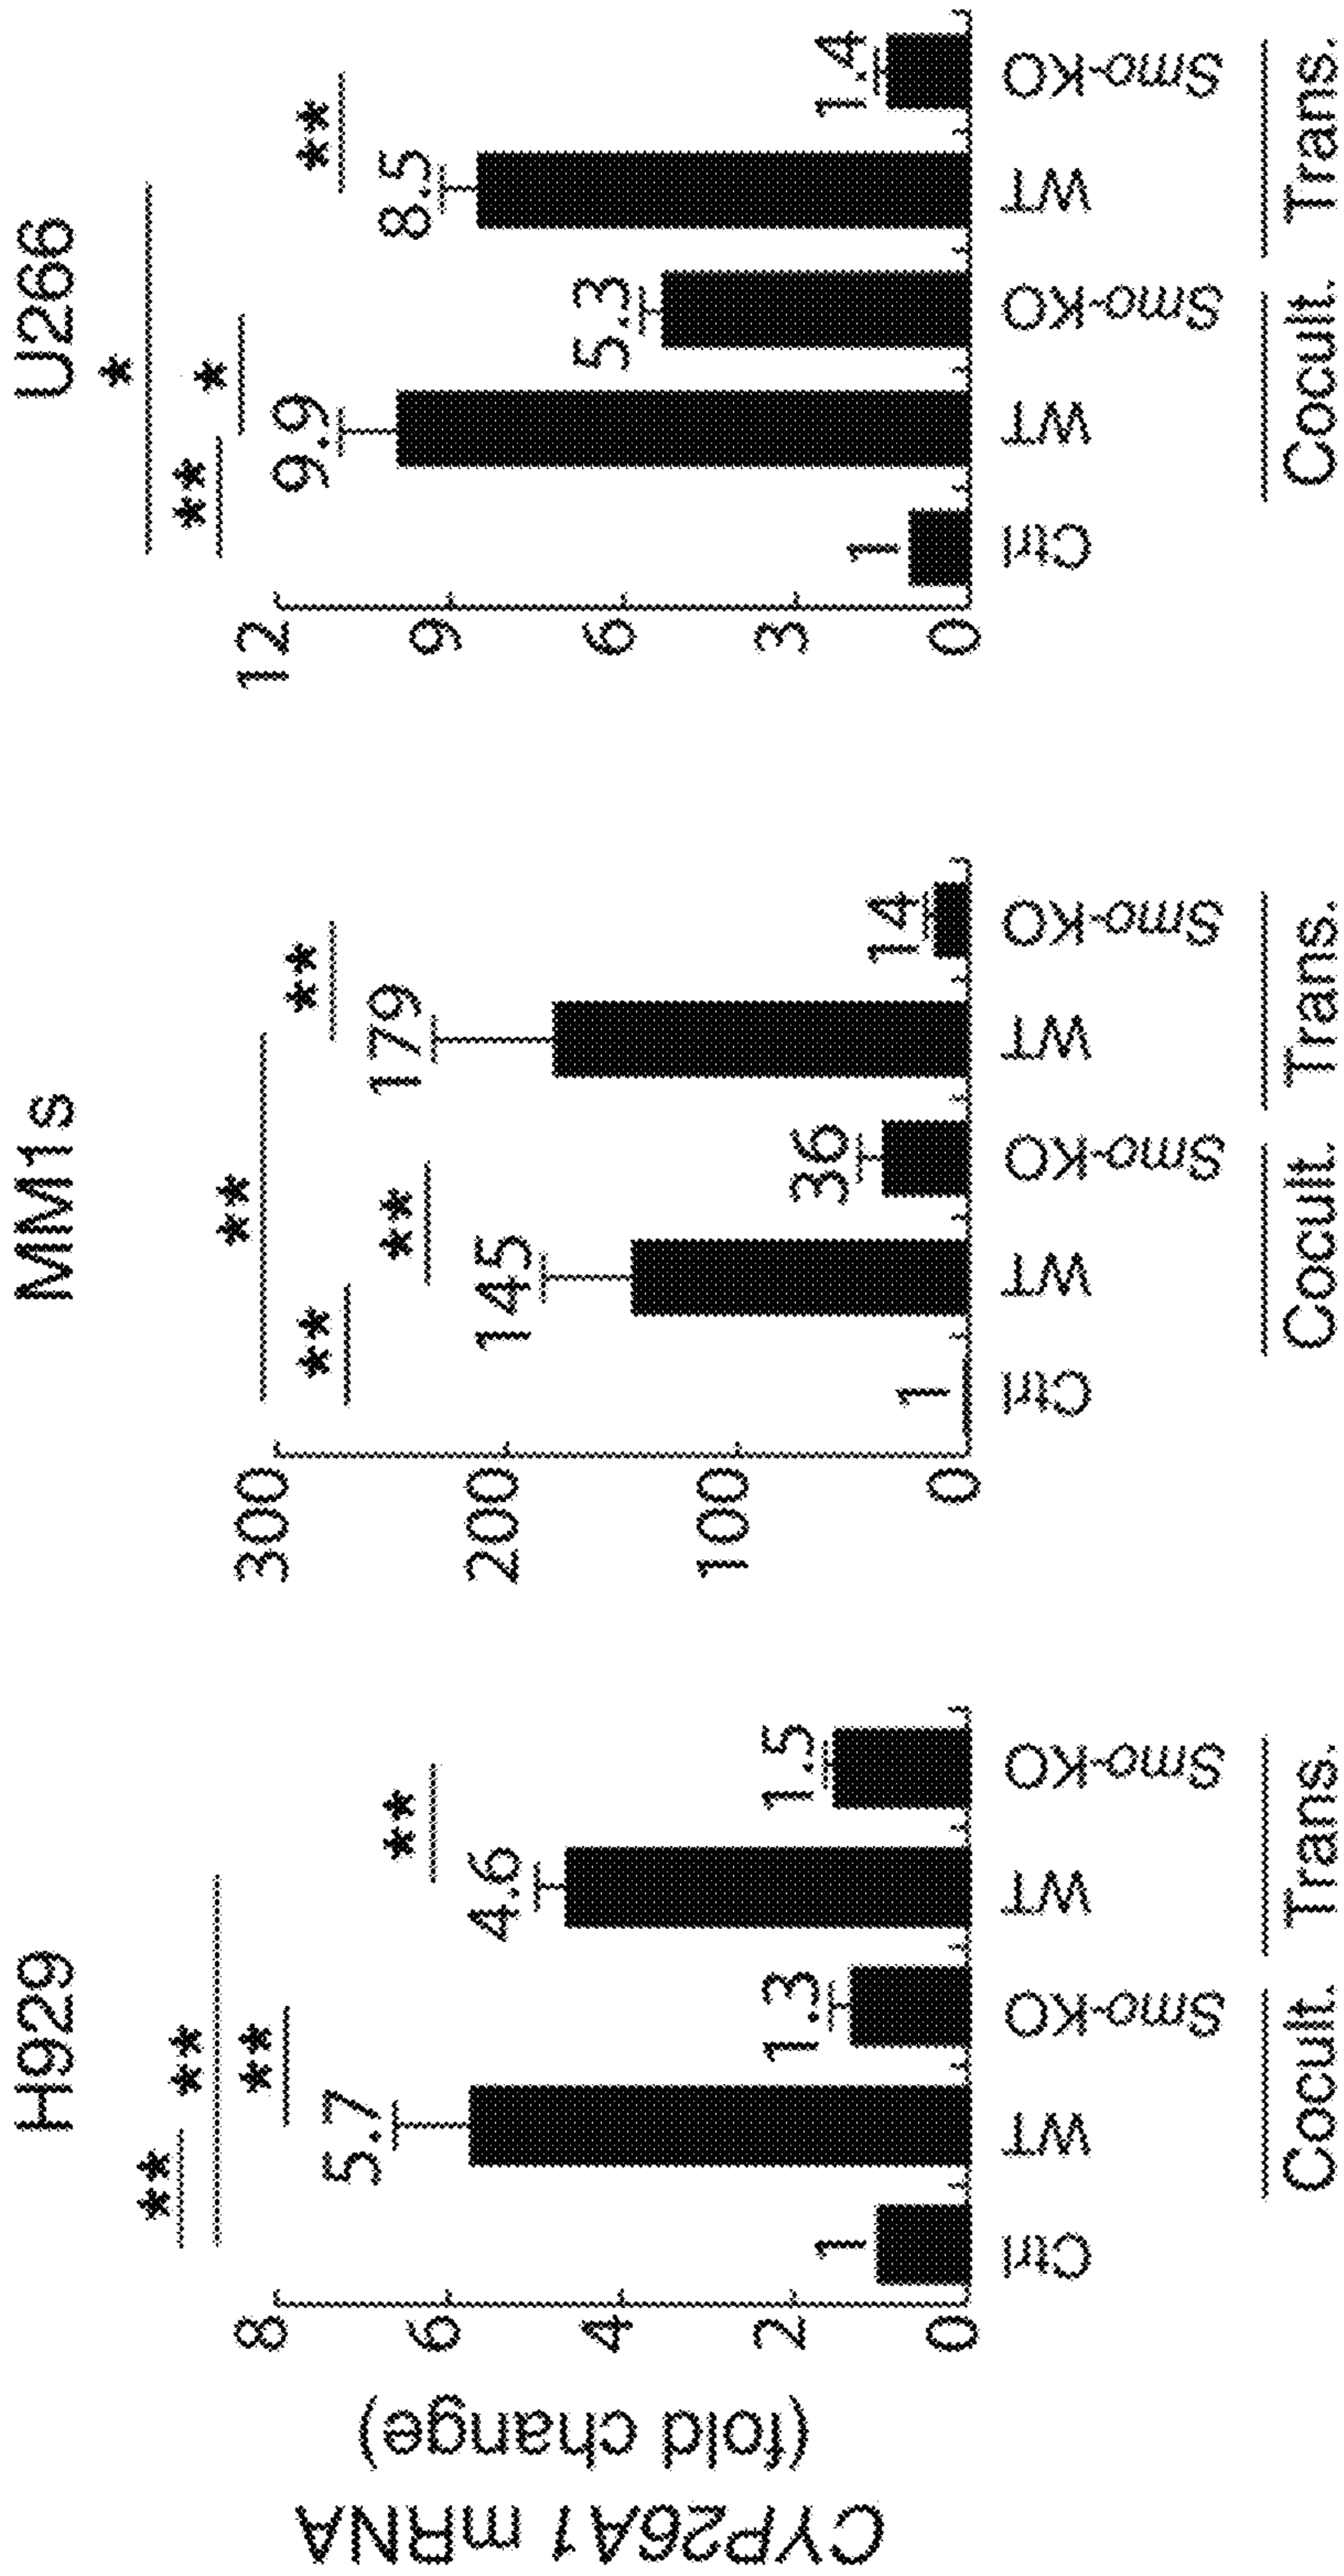 CYP26A1 mRNA
(fold change)
H929
**
**
**
**
8
6
4
2
0
1
5.7
1.3
4.6
1.5
Ctrl
WT
Smo-KO
WT
Smo-KO
Cocult.
Trans.
MM1s
**
**
**
**
300
200
100
0
1
145
36
179
14
Ctrl
WT
Smo-KO
WT
Smo-KO
Cocult.
Trans.
U266
*
**
*
**
12
9
6
3
0
1
9.9
5.3
8.5
1.4
Ctrl
WT
Smo-KO
WT
Smo-KO
Cocult.
Trans.